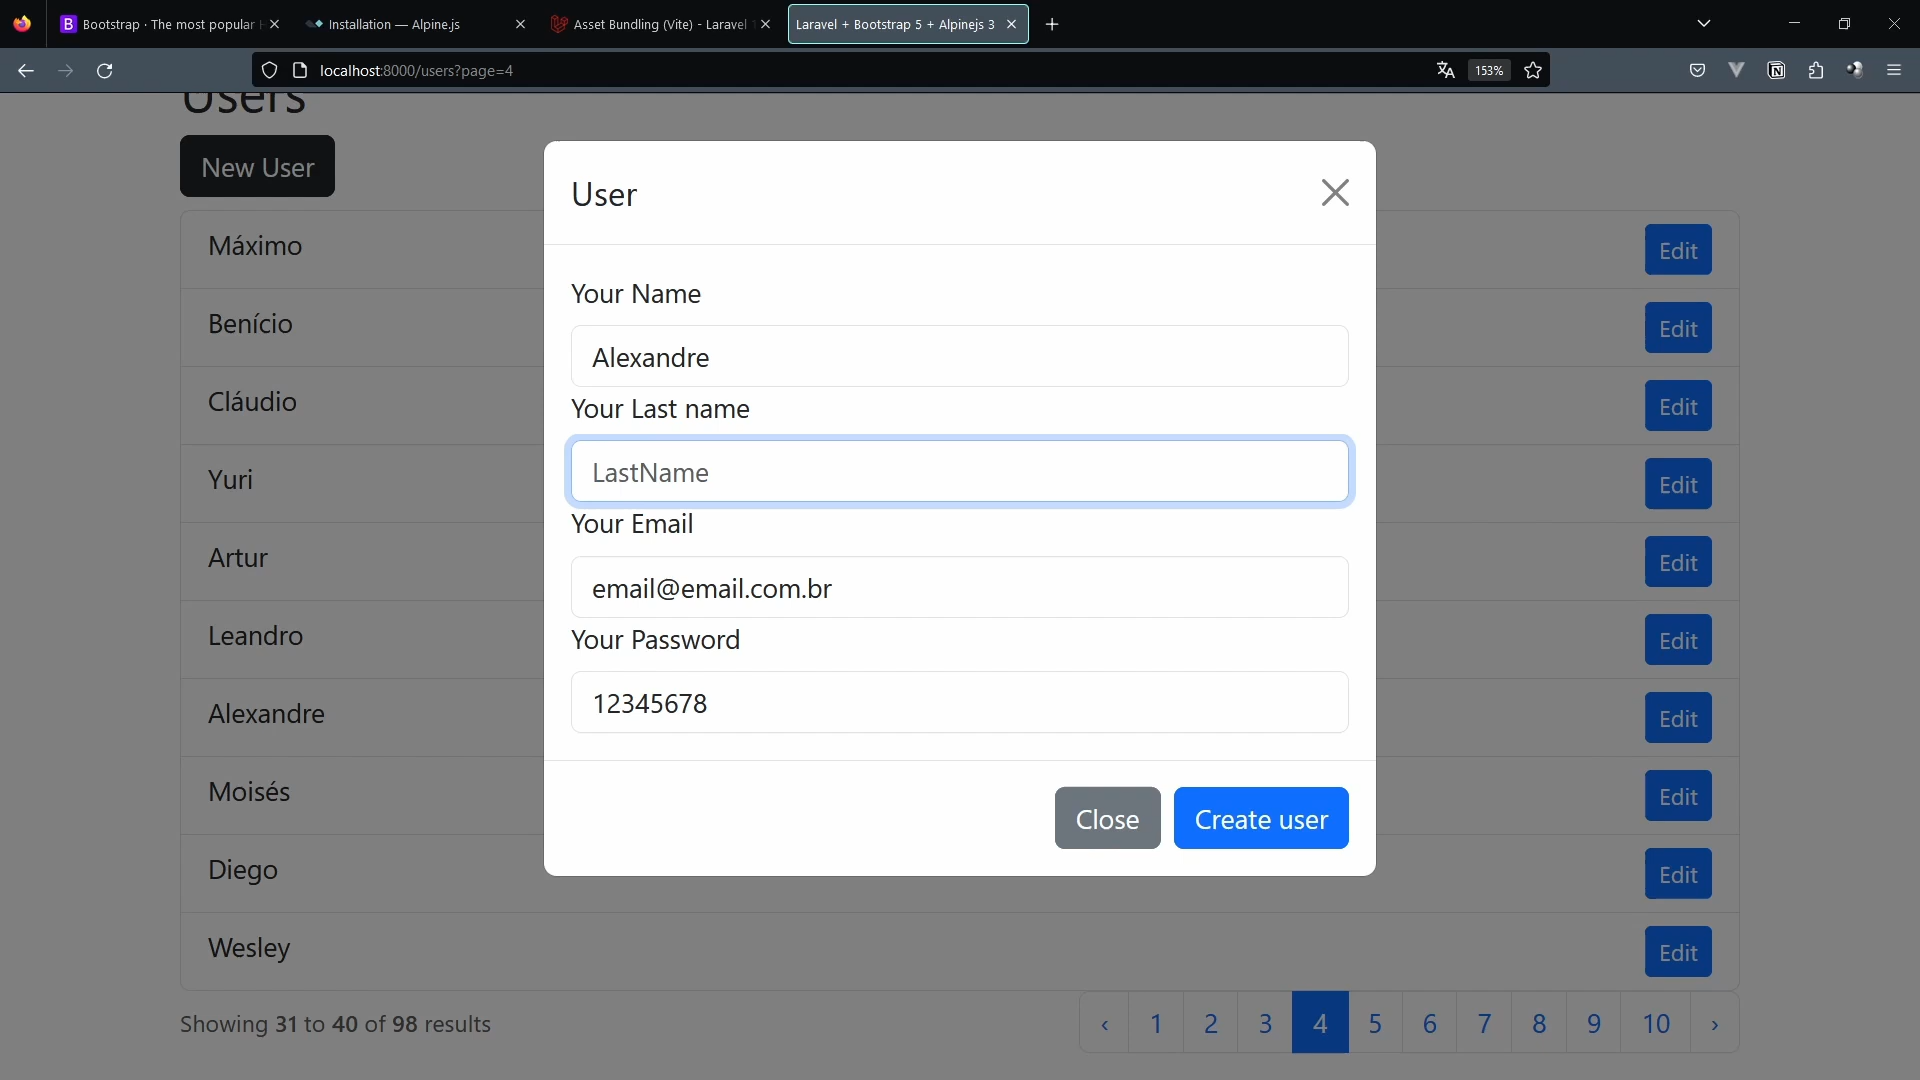 Bootstrap · The most popular
Installation — Alpine.js
Asset Bundling (Vite) - Laravel
Laravel + Bootstrap 5 + Alpinejs 3
localhost:8000/users?page=4
153%
Users
New User
User
Your Name
Alexandre
Your Last name
LastName
Your Email
email@email.com.br
Your Password
12345678
Close
Create user
Máximo
Edit
Benício
Edit
Cláudio
Edit
Yuri
Edit
Artur
Edit
Leandro
Edit
Alexandre
Edit
Moisés
Edit
Diego
Edit
Wesley
Edit
Showing 31 to 40 of 98 results
‹ 1 2 3 4 5 6 7 8 9 10 ›